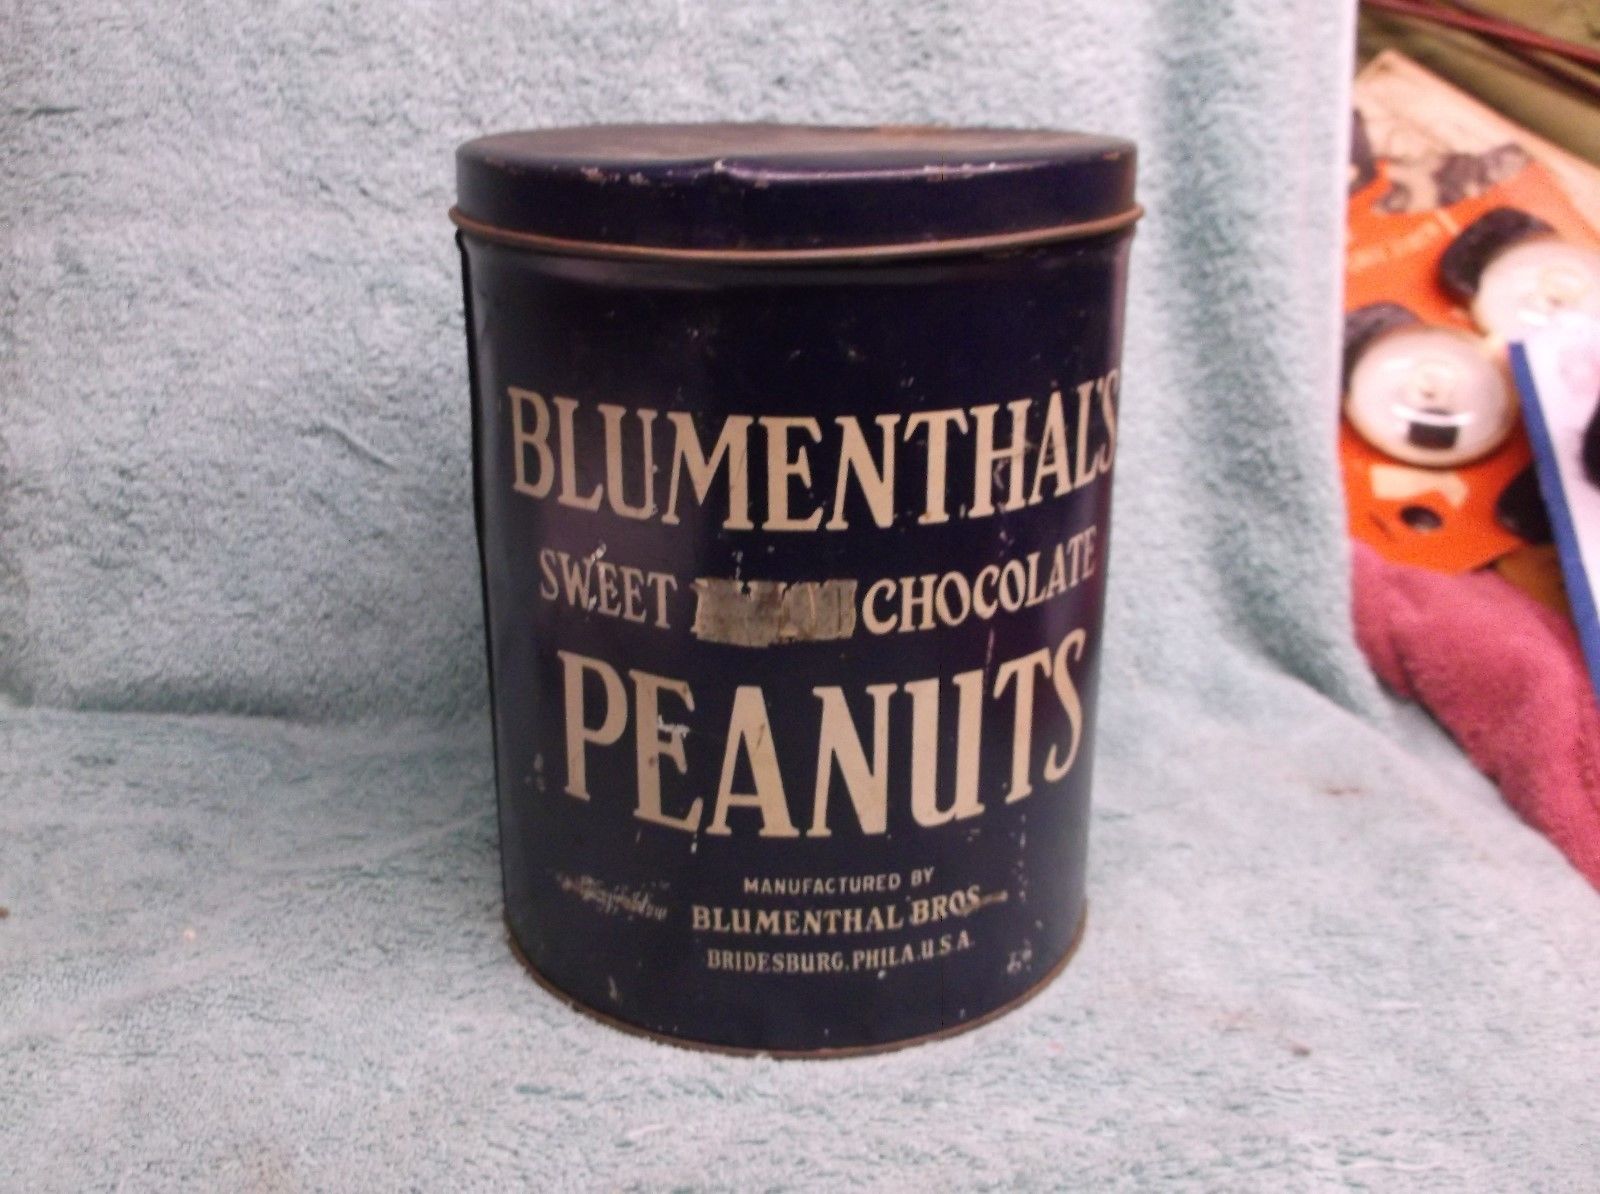 BLUMENTHAL'S
SWEET CHOCOLATE
PEANUTS
MANUFACTURED BY
BLUMENTHAL BROS
BRIDESBURG, PHILA. U.S.A.